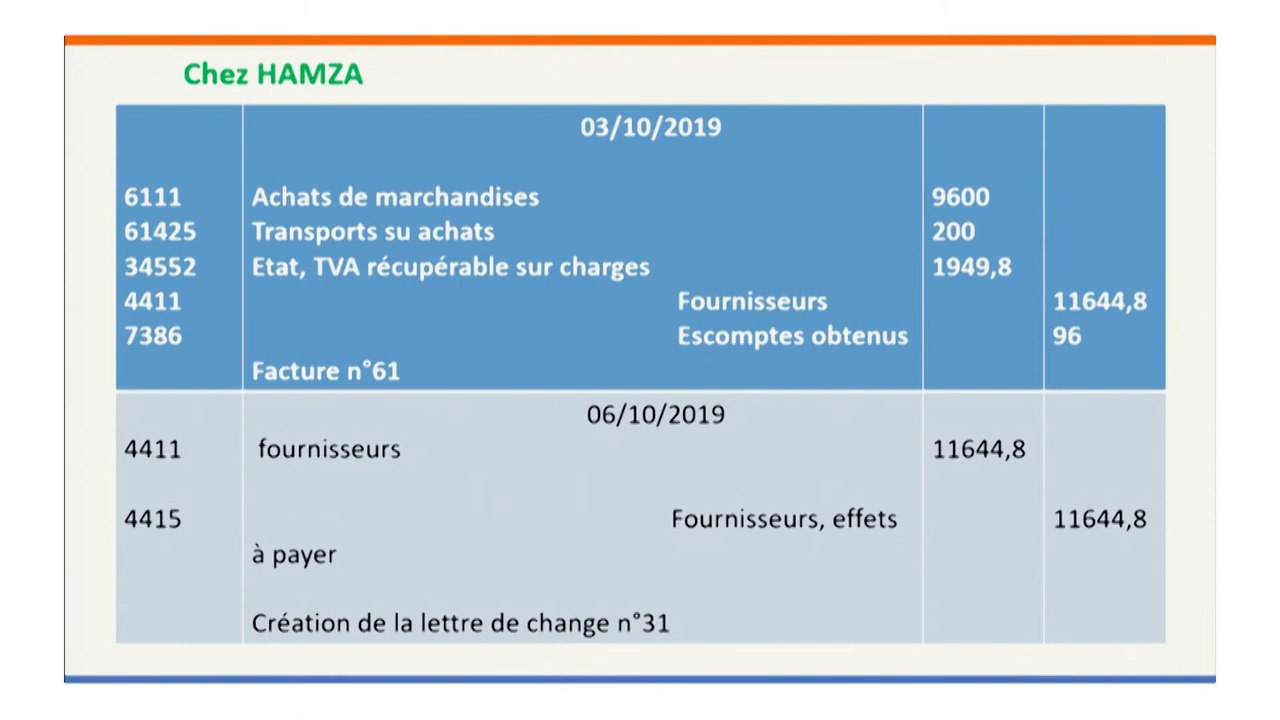 Chez HAMZA
03/10/2019
6111 Achats de marchandises 9600
61425 Transports su achats 200
34552 Etat, TVA récupérable sur charges 1949,8
4411 Fournisseurs 11644,8
7386 Escomptes obtenus 96
Facture n°61
06/10/2019
4411 fournisseurs 11644,8
4415 Fournisseurs, effets 11644,8
à payer
Création de la lettre de change n°31